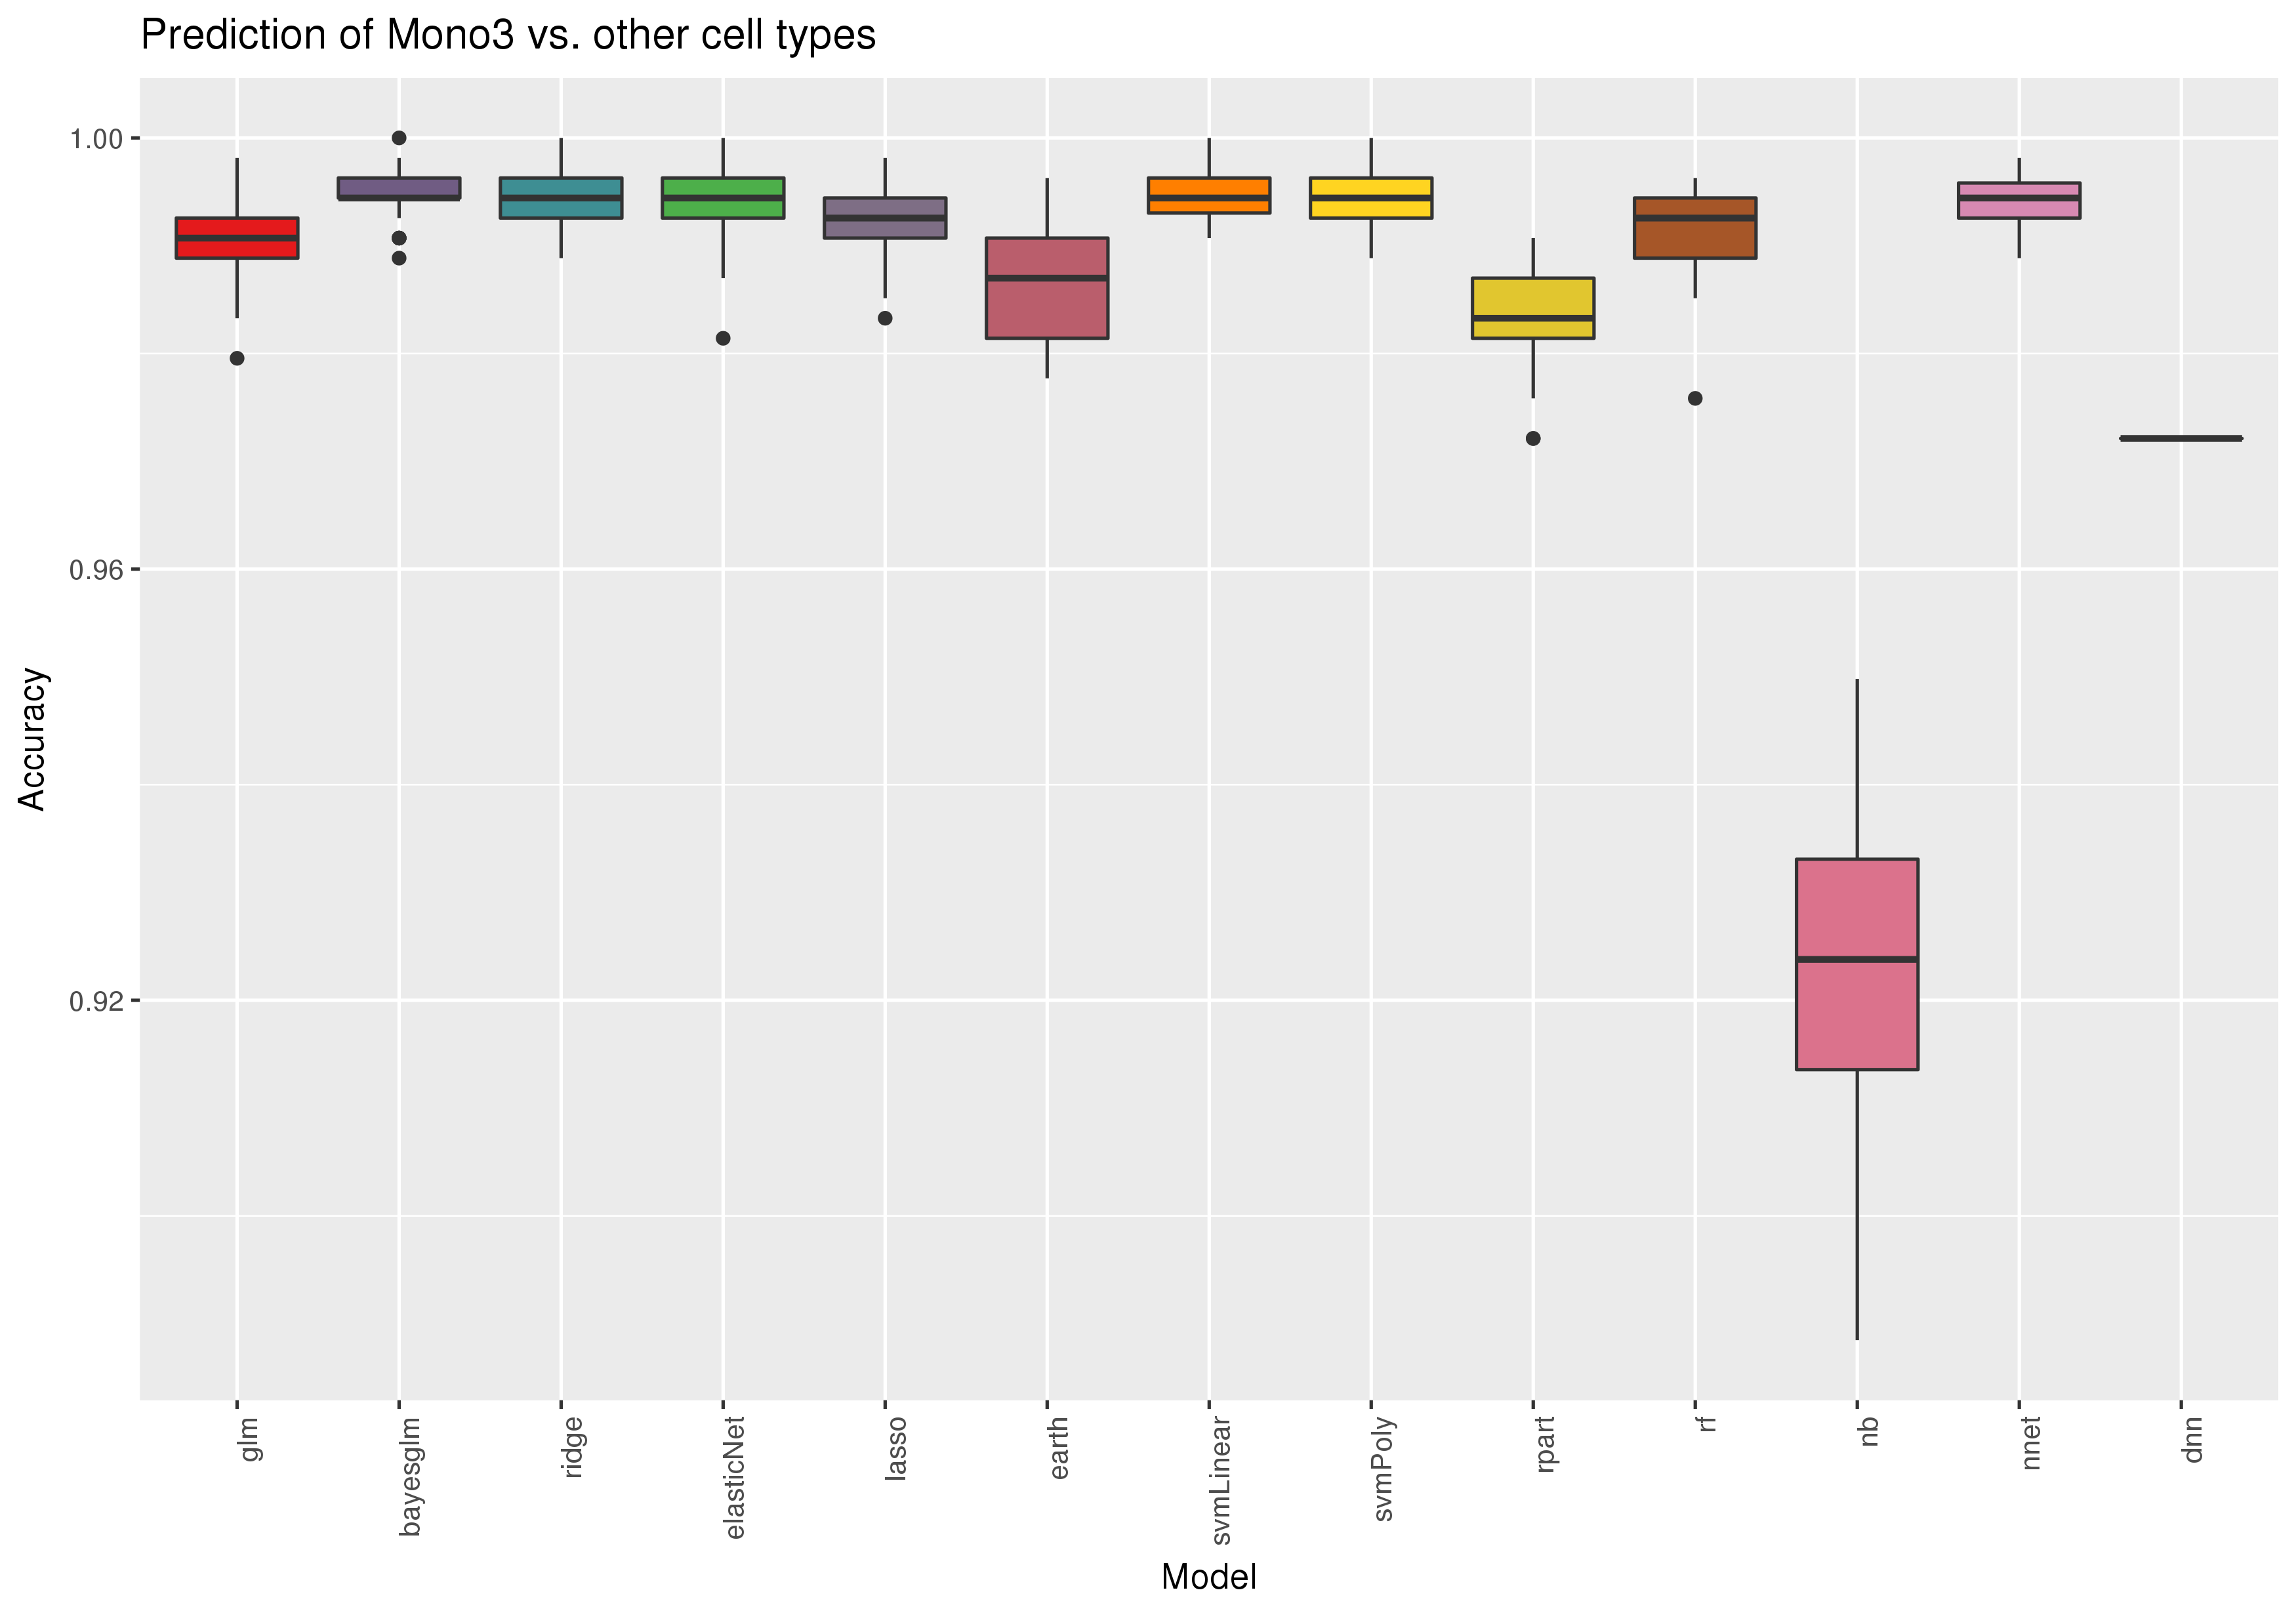 Prediction of Mono3 vs. other cell types
1.00
0.96
0.92
Accuracy
glm
bayesglm
ridge
elasticNet
lasso
earth
svmLinear
svmPoly
rpart
rf
nb
nnet
dnn
Model